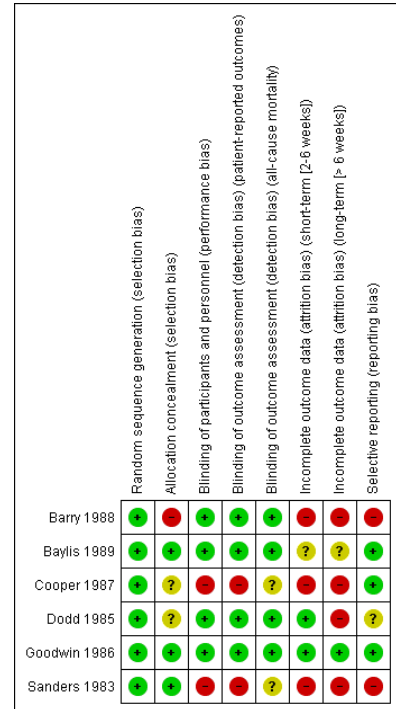 Random sequence generation (selection bias)
Allocation concealment (selection bias)
Blinding of participants and personnel (performance bias)
Blinding of outcome assessment (detection bias) (patient-reported outcomes)
Blinding of outcome assessment (detection bias) (all-cause mortality)
Incomplete outcome data (attrition bias) (short-term [2-6 weeks])
Incomplete outcome data (attrition bias) (long-term [> 6 weeks])
Selective reporting (reporting bias)
Barry 1988 + - + + + - - -
Baylis 1989 + + + + + ? ? +
Cooper 1987 + ? - - ? - - +
Dodd 1985 + ? + + + + - ?
Goodwin 1986 + + + + + + + +
Sanders 1983 + + - - ? - - -